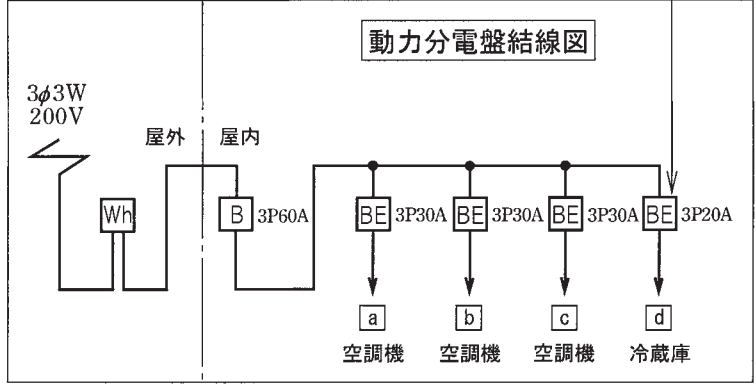 動力分電盤結線図
3φ3W
200V
屋外 屋内
Wh
B 3P60A
BE 3P30A
BE 3P30A
BE 3P30A
BE 3P20A
a
b
c
d
空調機
空調機
空調機
冷蔵庫